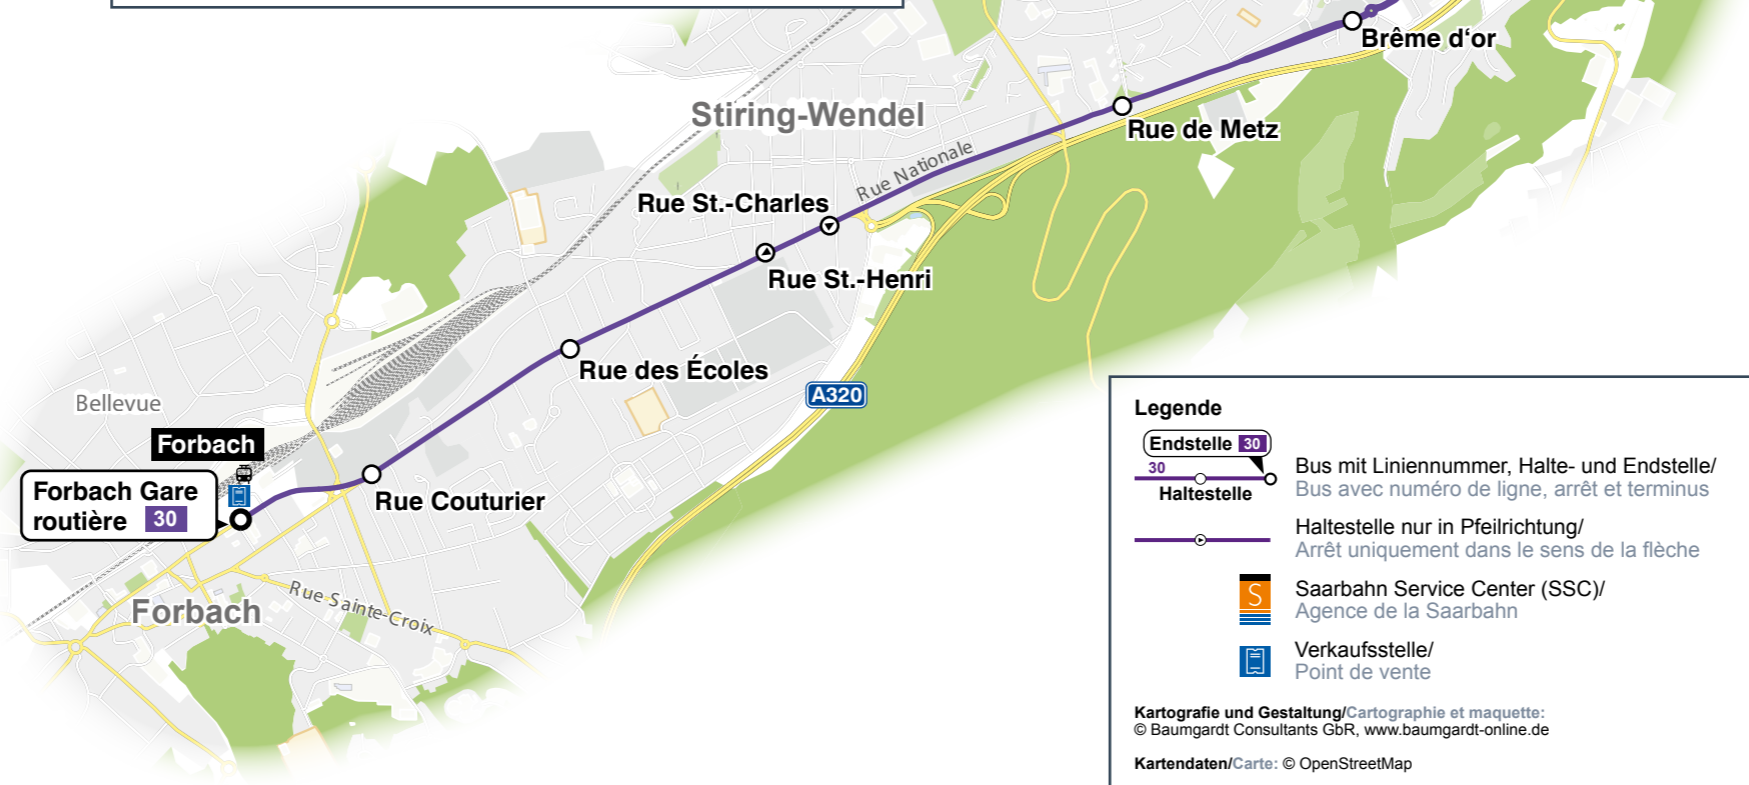 Brême d‘or
Stiring-Wendel
Rue de Metz
Rue Nationale
Rue St.-Charles
Rue St.-Henri
Rue des Écoles
A320
Bellevue
Forbach
Forbach Gare
routière 30
Rue Couturier
Rue Sainte-Croix
Forbach
Legende
Endstelle 30
30
Haltestelle
Bus mit Liniennummer, Halte- und Endstelle/
Bus avec numéro de ligne, arrêt et terminus
Haltestelle nur in Pfeilrichtung/
Arrêt uniquement dans le sens de la flèche
S
Saarbahn Service Center (SSC)/
Agence de la Saarbahn
Verkaufsstelle/
Point de vente
Kartografie und Gestaltung/Cartographie et maquette:
© Baumgardt Consultants GbR, www.baumgardt-online.de
Kartendaten/Carte: © OpenStreetMap